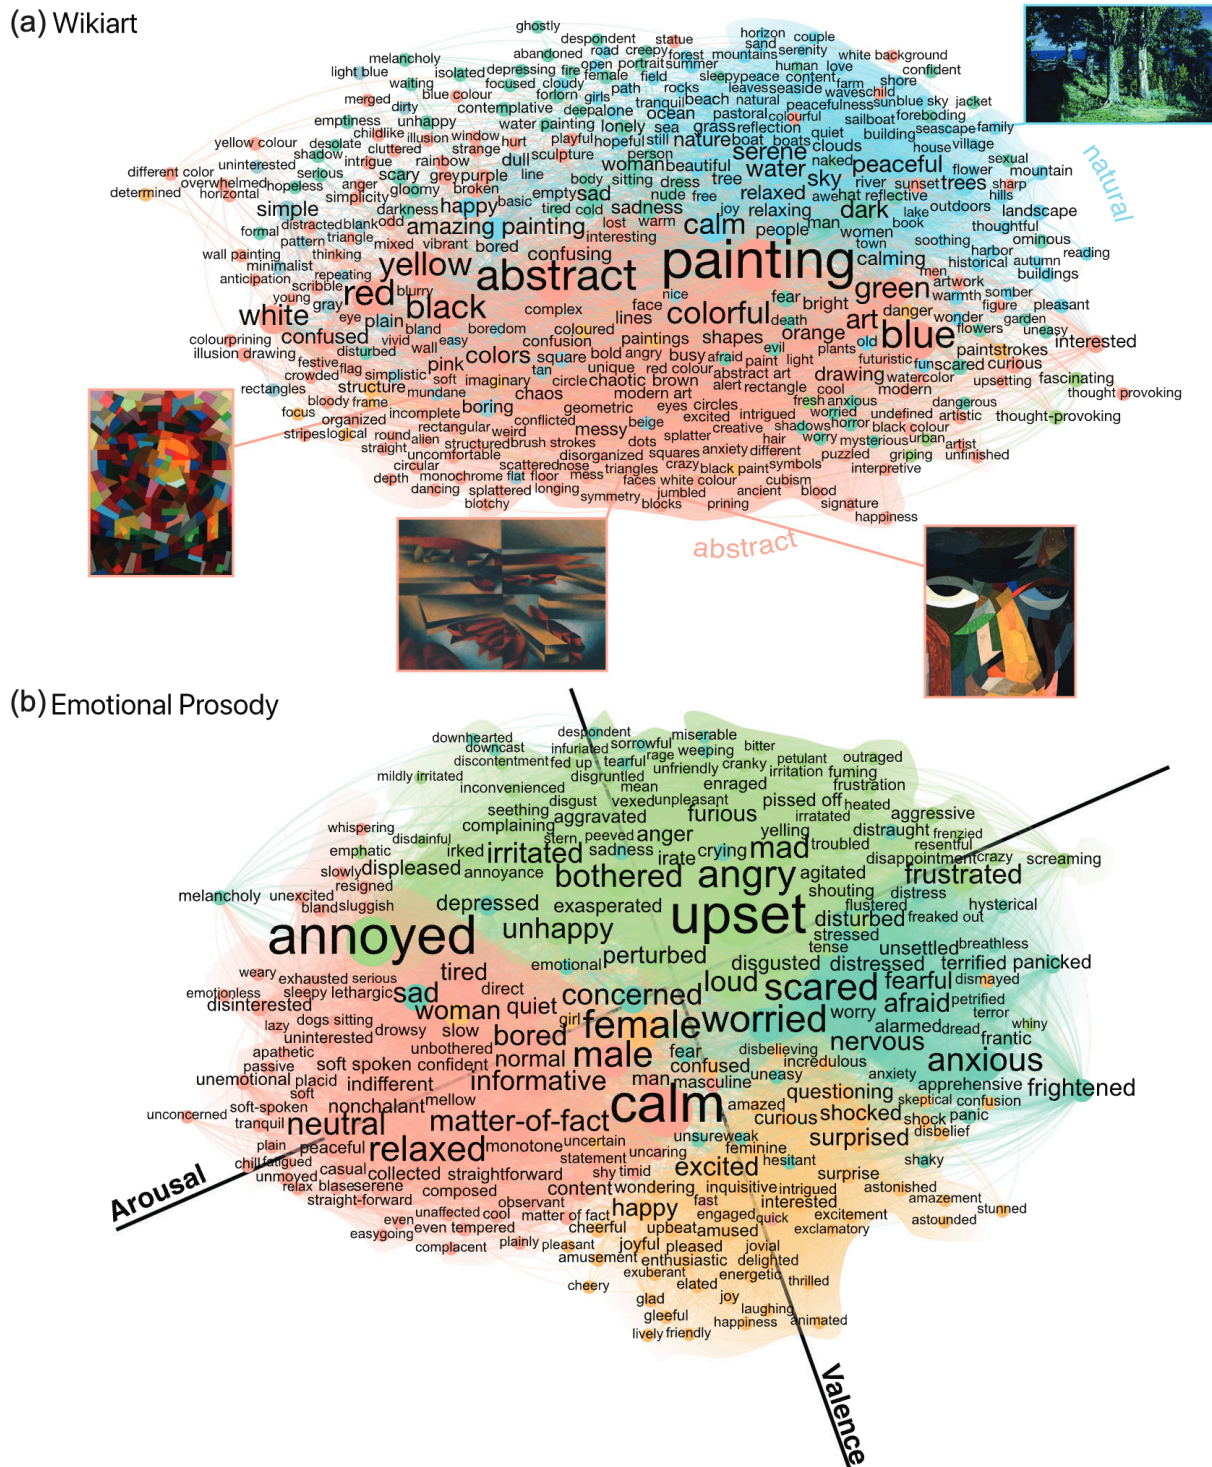 (a) Wikiart
ghostly
horizon couple
despondent statue sand serenity
abandoned road creepy forest mountains white background
melancholy open portrait summer human love confident
light blue isolated depressing fire female field sleepy peace content farm shore
waiting focused cloudy path rocks leaves seaside waves child
merged blue colour forlorn girls tranquil beach natural peacefulness sun blue sky jacket
dirty contemplative deep alone ocean pastoral colourful sailboat foreboding
emptiness unhappy water painting lonely sea grass reflection quiet building seascape family
childlike illusion window hurt playful hopeful still nature boat boats clouds house village
yellow colour desolate cluttered strange person serene
shadow intrigue rainbow dull sculpture woman beautiful naked peaceful sexual
different color uninterested serious scary grey purple line water sky flower mountain
overwhelmed hopeless anger gloomy broken body sitting dress tree river sunset trees sharp
determined horizontal simplicity empty sad nude free relaxed awe hat reflective hills
simple darkness happy basic tired cold sadness joy relaxing dark lake outdoors landscape
formal distracted blank odd amazing painting lost warm calm people man book thoughtful
pattern triangle mixed vibrant bored interesting women soothing ominous
wall painting thinking confusing town harbor reading
minimalist yellow abstract painting calming historical autumn
anticipation repeating men buildings
scribble red blurry nice green artwork
young gray black face fear bright warmth somber
white eye plain complex lines colorful death art danger wonder figure pleasant
bland boredom coloured orange blue flowers garden
colourprining confused vivid easy confusion paintings shapes evil old uneasy interested
illusion drawing disturbed wall colors square bold angry busy afraid paint light plants paintstrokes
festive flag pink tan unique red colour futuristic fun scared curious
crowded simplistic soft imaginary circle chaotic brown abstract art drawing watercolor upsetting fascinating
rectangles structure mundane chaos modern art alert rectangle cool modern thought provoking
bloody frame geometric eyes circles fresh anxious dangerous
focus incomplete boring excited intrigued worried undefined artistic thought-provoking
organized rectangular conflicted beige creative shadows horror black colour
stripes logical round alien weird messy splatter hair worry mysterious urban artist
straight structured brush strokes dots anxiety different
uncomfortable disorganized squares puzzled griping unfinished
circular scattered nose triangles crazy black paint symbols interpretive
depth monochrome flat floor mess faces white colour cubism
dancing splattered longing symmetry jumbled ancient blood
blotchy blocks prining signature
happiness
natural
abstract
(b) Emotional Prosody
despondent miserable
downhearted infuriated sorrowful weeping bitter
downcast rage petulant outraged
discontentment fed up tearful unfriendly cranky irritation fuming
mildly irritated disgruntled
inconvenienced mean enraged frustration
disgust vexed unpleasant pissed off heated
seething aggravated furious irratated aggressive
whispering complaining yelling distraught frenzied
disdainful stern peeved anger troubled resentful
emphatic irked irritated sadness irate crying mad disappointment crazy screaming
slowly displeased annoyance bothered angry agitated frustrated
resigned
melancholy unexcited shouting distress hysterical
bland sluggish depressed exasperated upset flustered
disturbed freaked out
annoyed unhappy stressed
tense unsettled breathless
perturbed disgusted distressed terrified panicked
weary tired emotional
exhausted serious loud scared fearful dismayed
emotionless sleepy lethargic sad direct concerned
disinterested woman quiet afraid petrified
lazy dogs sitting girl female worried worry terror
drowsy slow alarmed dread whiny
uninterested bored nervous frantic
apathetic unbothered fear disbelieving
passive soft spoken confident normal male confused incredulous anxious
unemotional placid indifferent informative man masculine uneasy anxiety
soft questioning apprehensive frightened
soft-spoken nonchalant mellow calm amazed skeptical confusion
unconcerned curious shocked shock panic
tranquil neutral matter-of-fact surprised disbelief
plain peaceful relaxed monotone uncertain unsure weak
uncaring feminine
chill fatigued statement hesitant shaky
unmoyed casual collected straightforward shy timid excited surprise
relax blase serene composed content wondering inquisitive intrigued astonished
straight-forward observant fast interested amazement
unaffected cool matter of fact happy engaged quick excitement stunned
even even tempered cheerful upbeat amused exclamatory astounded
easygoing plainly pleasant joyful pleased jovial
complacent amusement enthusiastic delighted
exuberant energetic
cheery elated thrilled
glad joy
gleeful laughing
happiness animated
lively friendly
Arousal
Valence